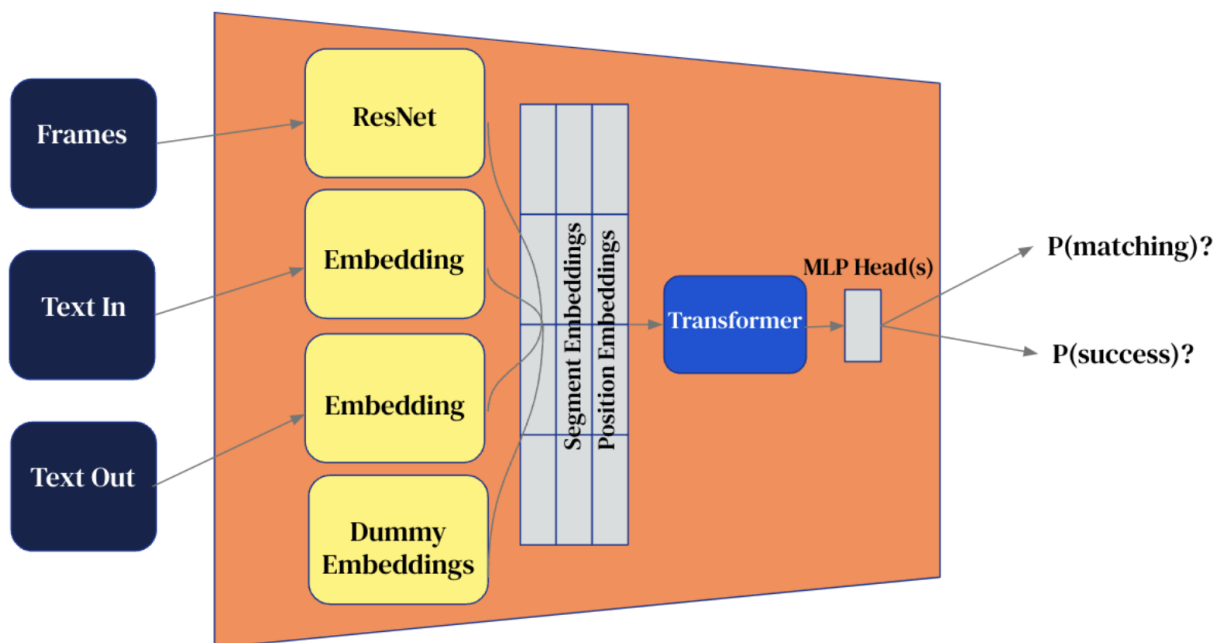 Frames
Text In
Text Out
ResNet
Embedding
Embedding
Dummy
Embeddings
Segment Embeddings
Position Embeddings
Transformer
MLP Head(s)
P(matching)?
P(success)?